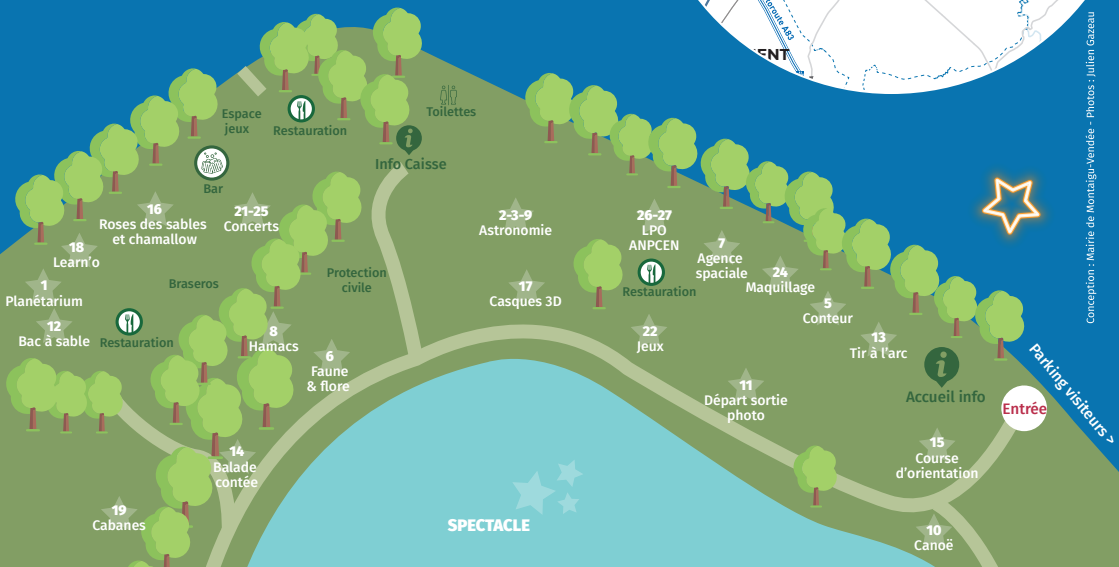 Autoroute A83
ENT
Conception : Mairie de Montaigu-Vendée - Photos : Julien Gazeau
Espace
jeux
Restauration
Toilettes
Info Caisse
Bar
16
Roses des sables
et chamallow
21-25
Concerts
18
Learn’o
1
Planétarium
12
Bac à sable
Restauration
Braseros
Protection
civile
8
Hamacs
6
Faune
& flore
2-3-9
Astronomie
26-27
LPO
ANPCEN
Restauration
7
Agence
spaciale
24
Maquillage
17
Casques 3D
22
Jeux
5
Conteur
13
Tir à l’arc
Accueil info
Parking visiteurs >
Entrée
11
Départ sortie
photo
15
Course
d’orientation
10
Canoë
14
Balade
contée
19
Cabanes
SPECTACLE